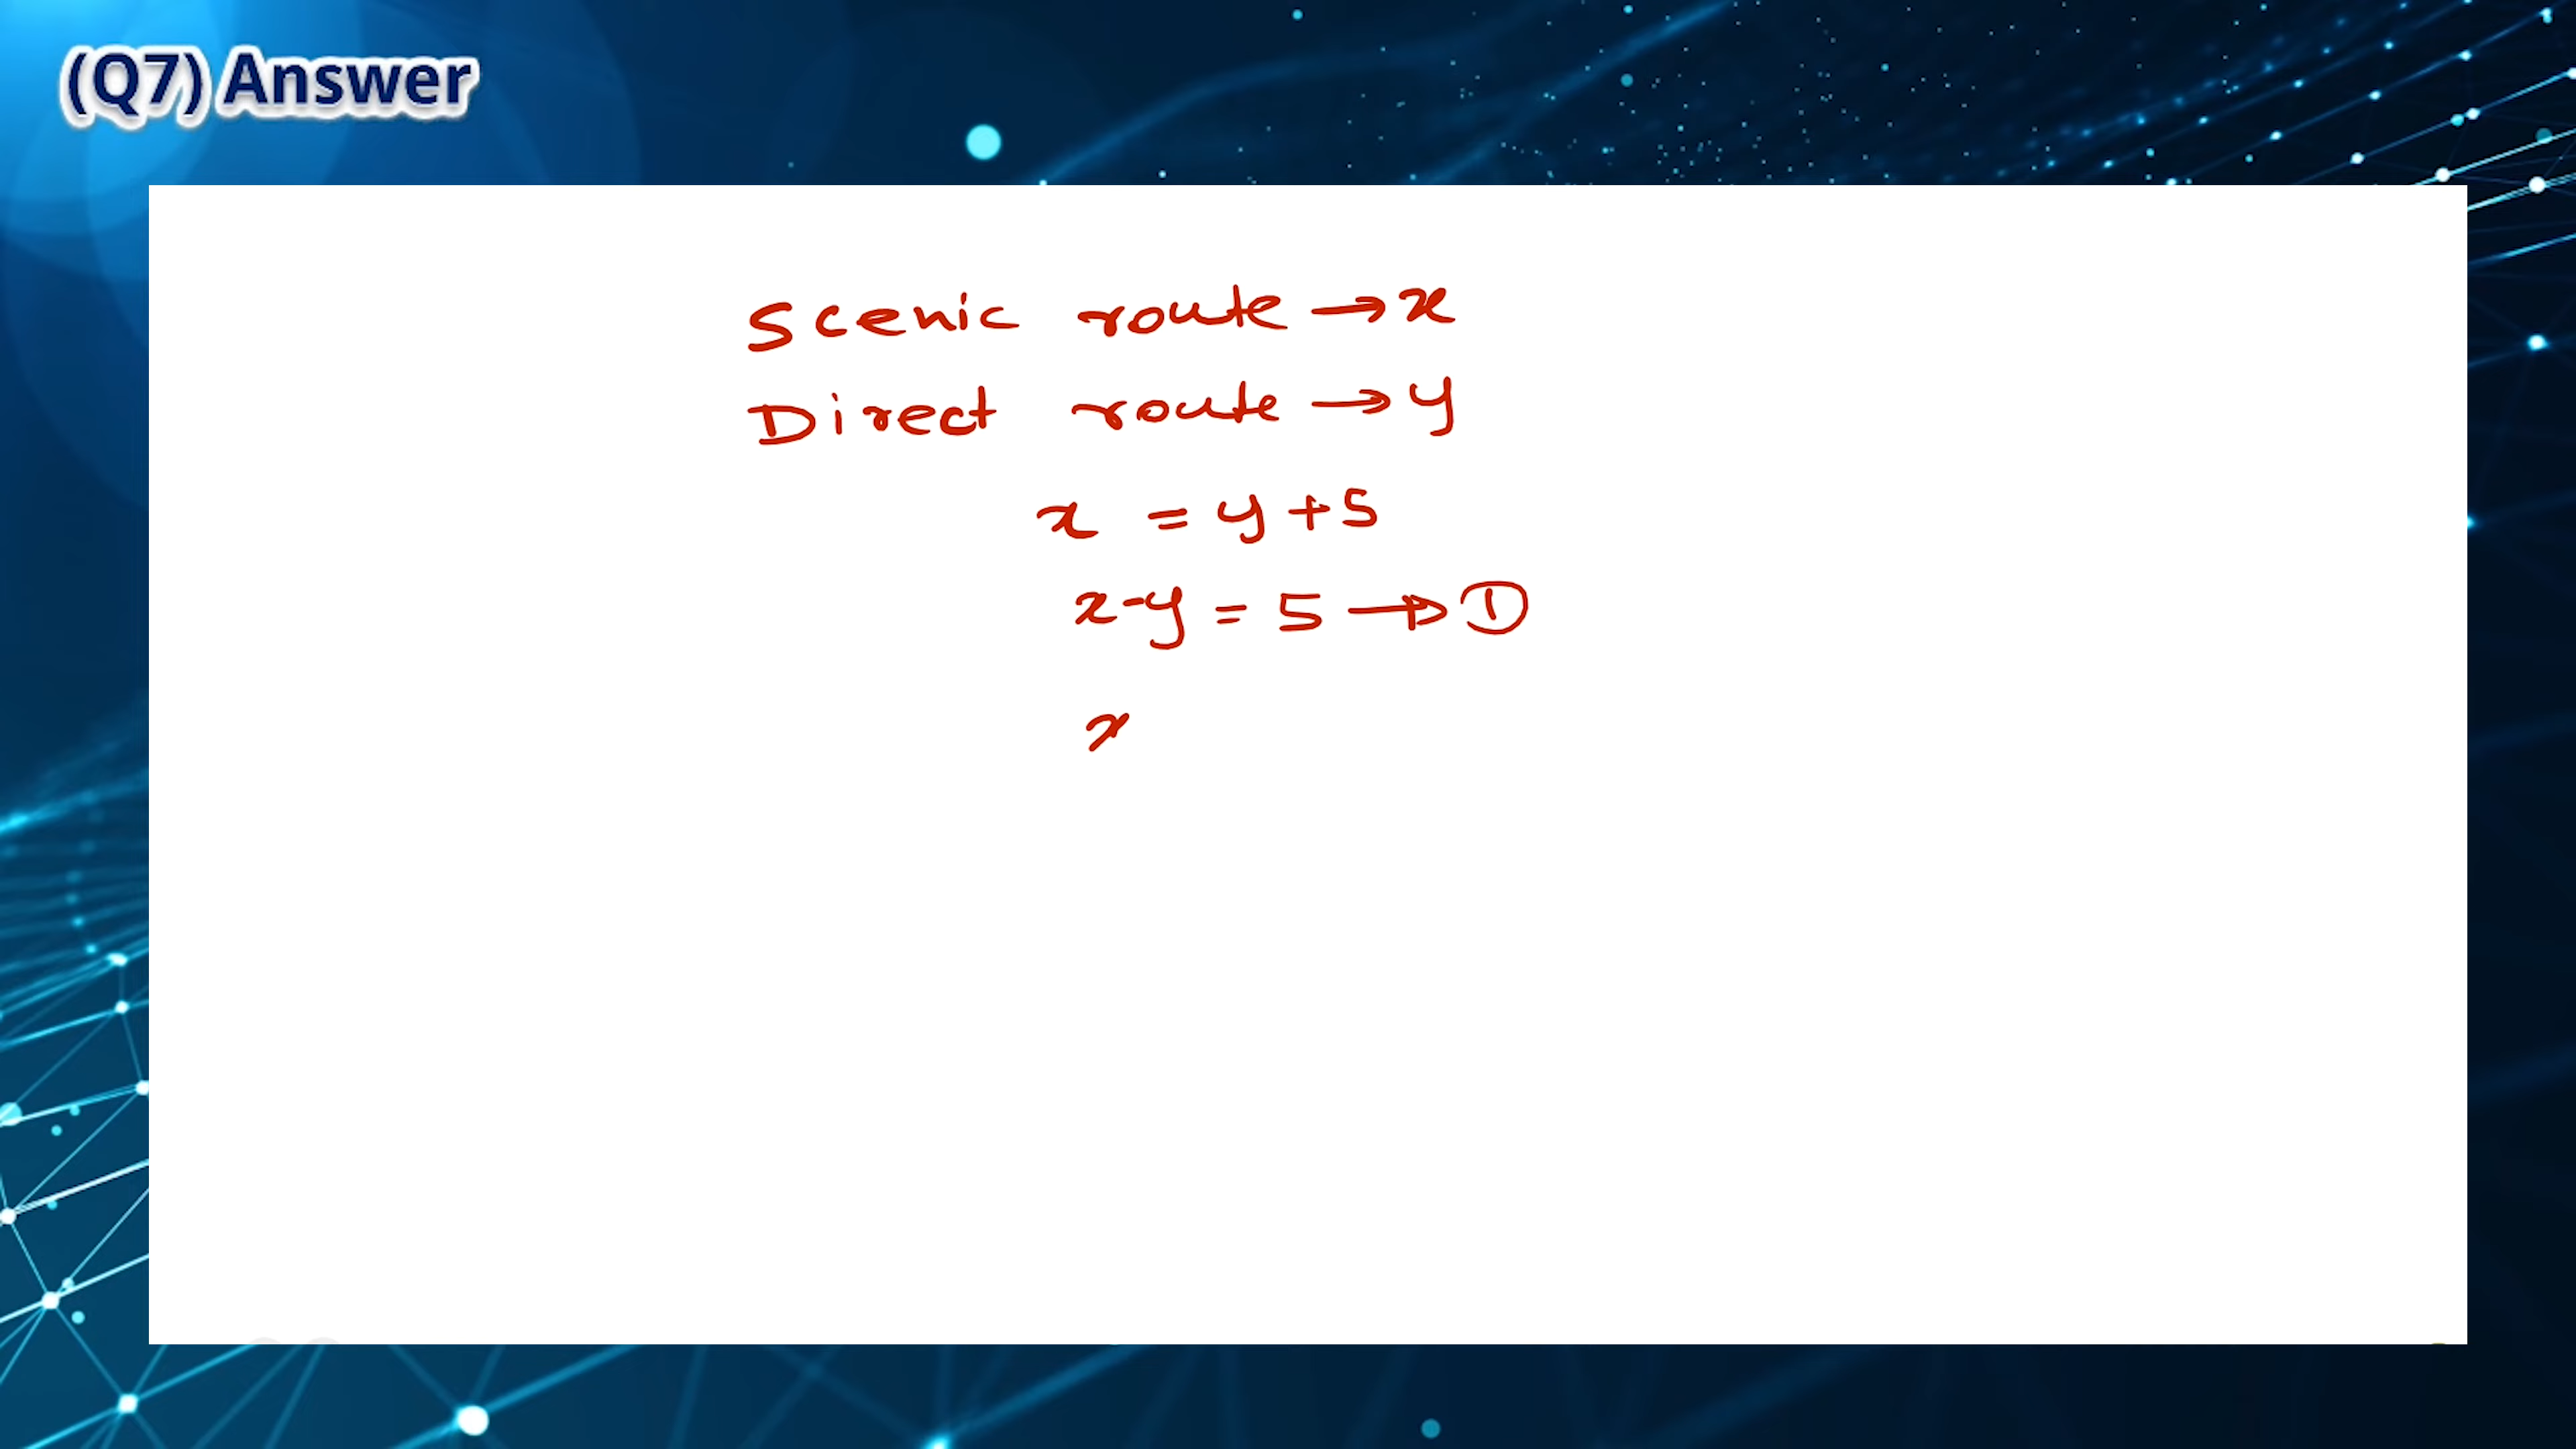 (Q7) Answer
Scenic route → x
Direct route → y
x = y + 5
x - y = 5 → ①
x